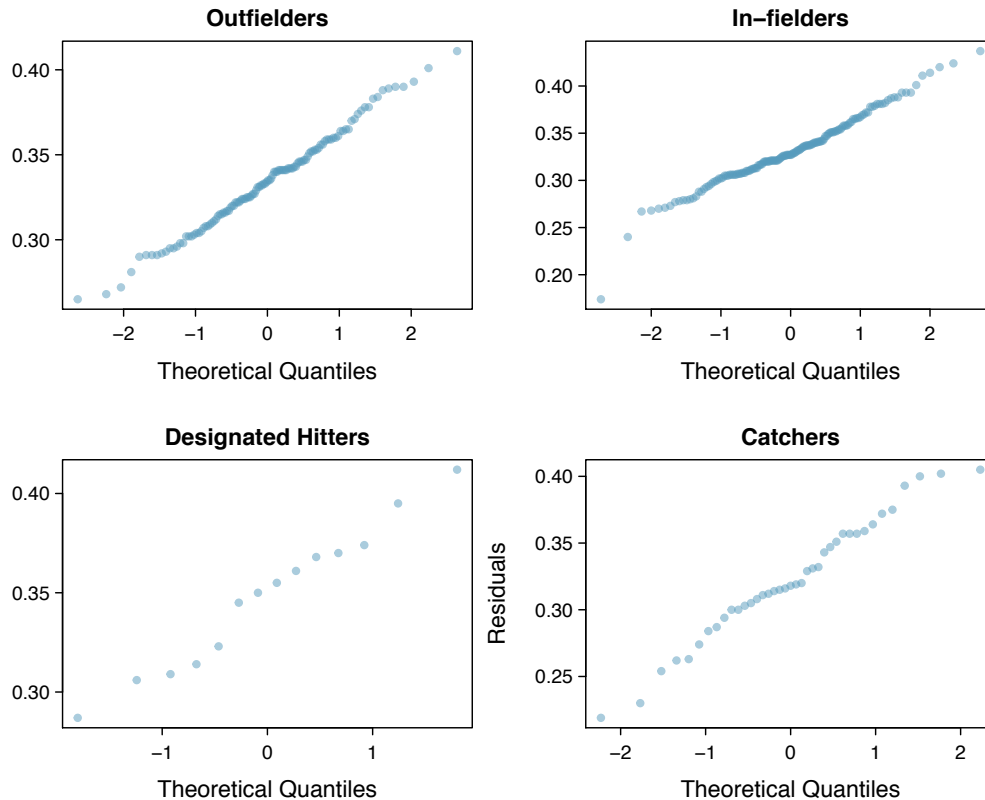 Outfielders
0.40
0.35
0.30
−2 −1 0 1 2
Theoretical Quantiles
In−fielders
0.40
0.35
0.30
0.25
0.20
−2 −1 0 1 2
Theoretical Quantiles
Designated Hitters
0.40
0.35
0.30
−1 0 1
Theoretical Quantiles
Catchers
Residuals
0.40
0.35
0.30
0.25
−2 −1 0 1 2
Theoretical Quantiles